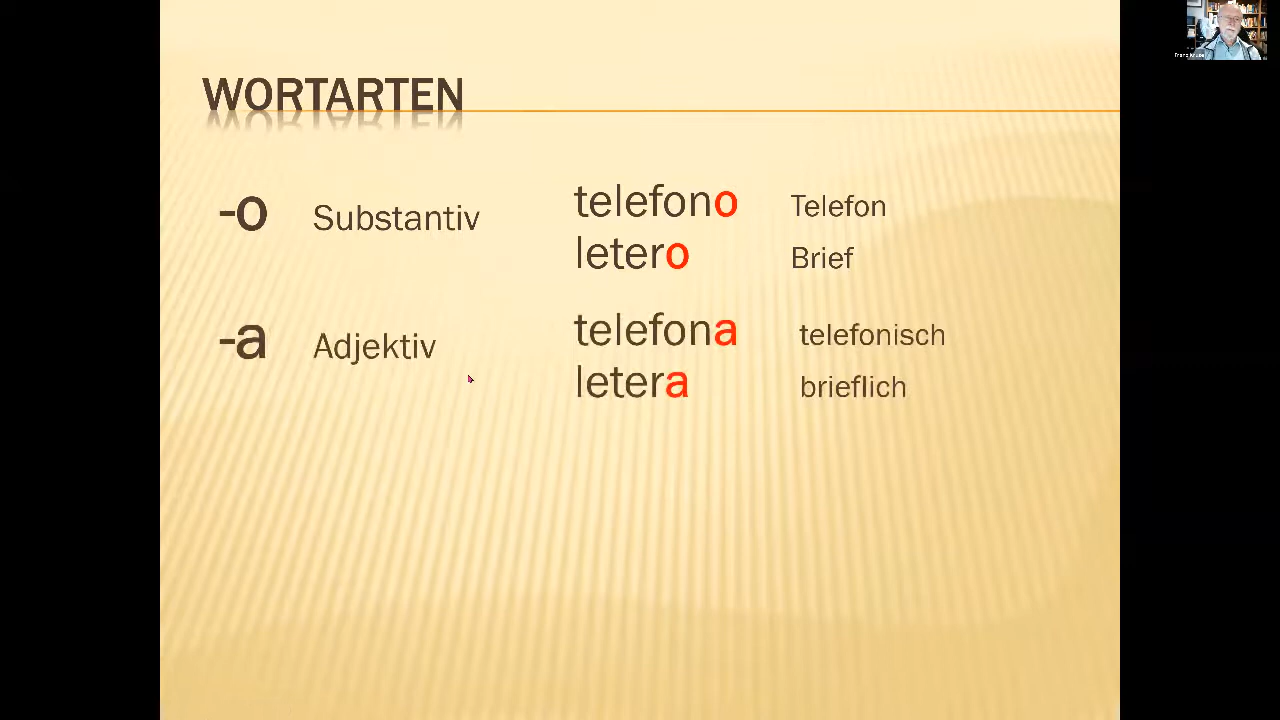 WORTARTEN
-o Substantiv telefono Telefon
letero Brief
-a Adjektiv telefona telefonisch
letera brieflich